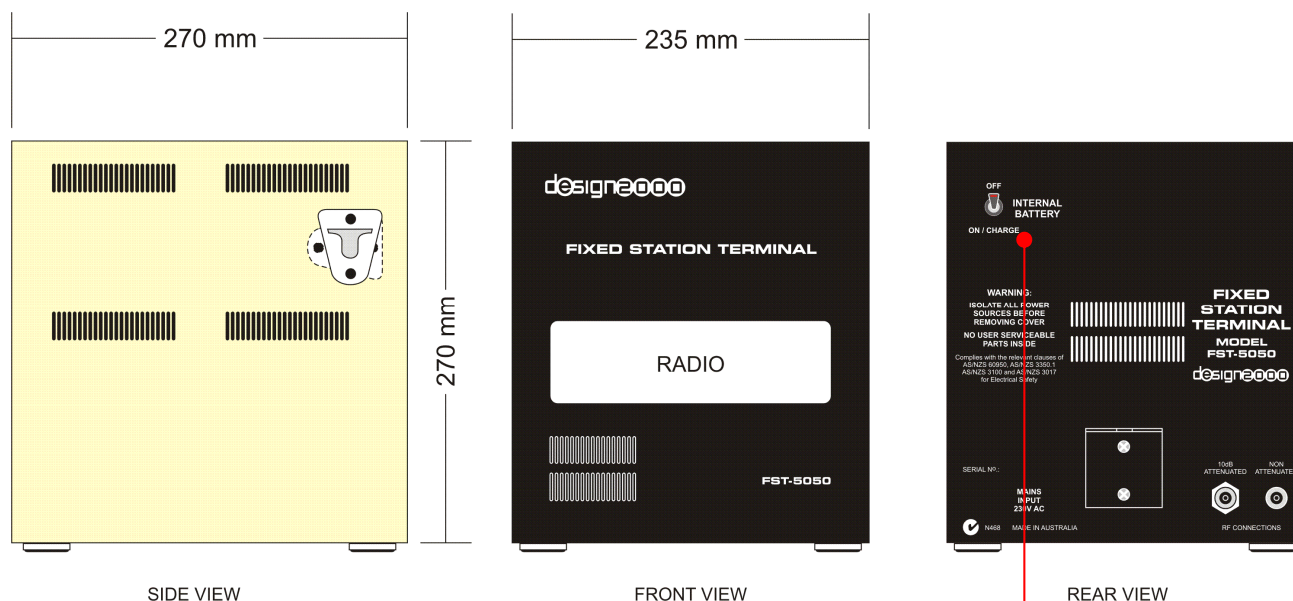 270 mm
235 mm
270 mm
design2000
FIXED STATION TERMINAL
RADIO
FST-5050
OFF
INTERNAL
BATTERY
ON / CHARGE
WARNING:
ISOLATE ALL POWER
SOURCES BEFORE
REMOVING COVER
NO USER SERVICEABLE
PARTS INSIDE
Complies with the relevant clauses of
AS/NZS 60950, AS/NZS 3350.1
AS/NZS 3100 and AS/NZS 3017
for Electrical Safety
FIXED
STATION
TERMINAL
MODEL
FST-5050
design2000
SERIAL Nº.:
MAINS
INPUT
230V AC
N468 MADE IN AUSTRALIA
10dB
ATTENUATED
NON
ATTENUATE
RF CONNECTIONS
SIDE VIEW
FRONT VIEW
REAR VIEW